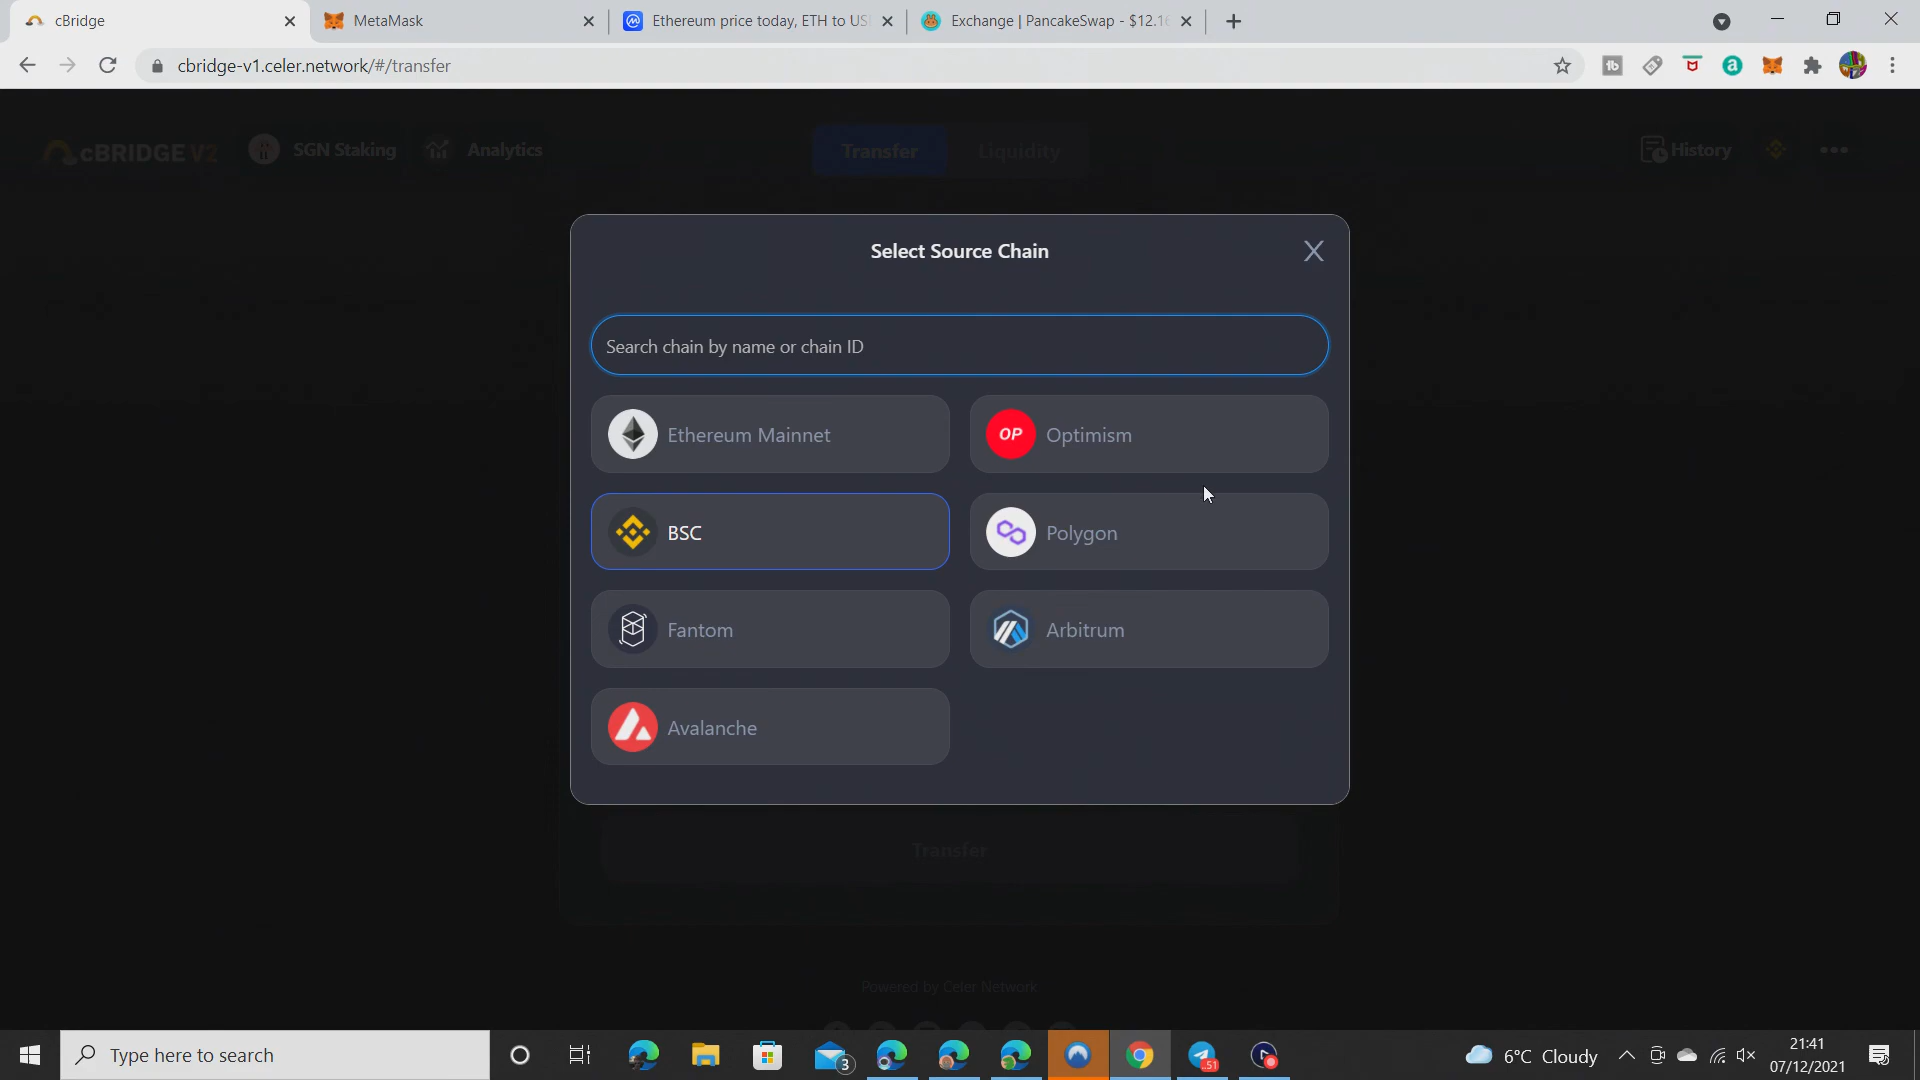 cBridge
MetaMask
Ethereum price today, ETH to US
Exchange | PancakeSwap - $12.16
cbridge-v1.celer.network/#/transfer
cBRIDGE V2
SGN Staking
Analytics
Transfer
Liquidity
History
Select Source Chain
X
Search chain by name or chain ID
Ethereum Mainnet
OP
Optimism
BSC
Polygon
Fantom
Arbitrum
Avalanche
Transfer
Powered by Celer Network
Type here to search
3
51
6°C Cloudy
21:41
07/12/2021